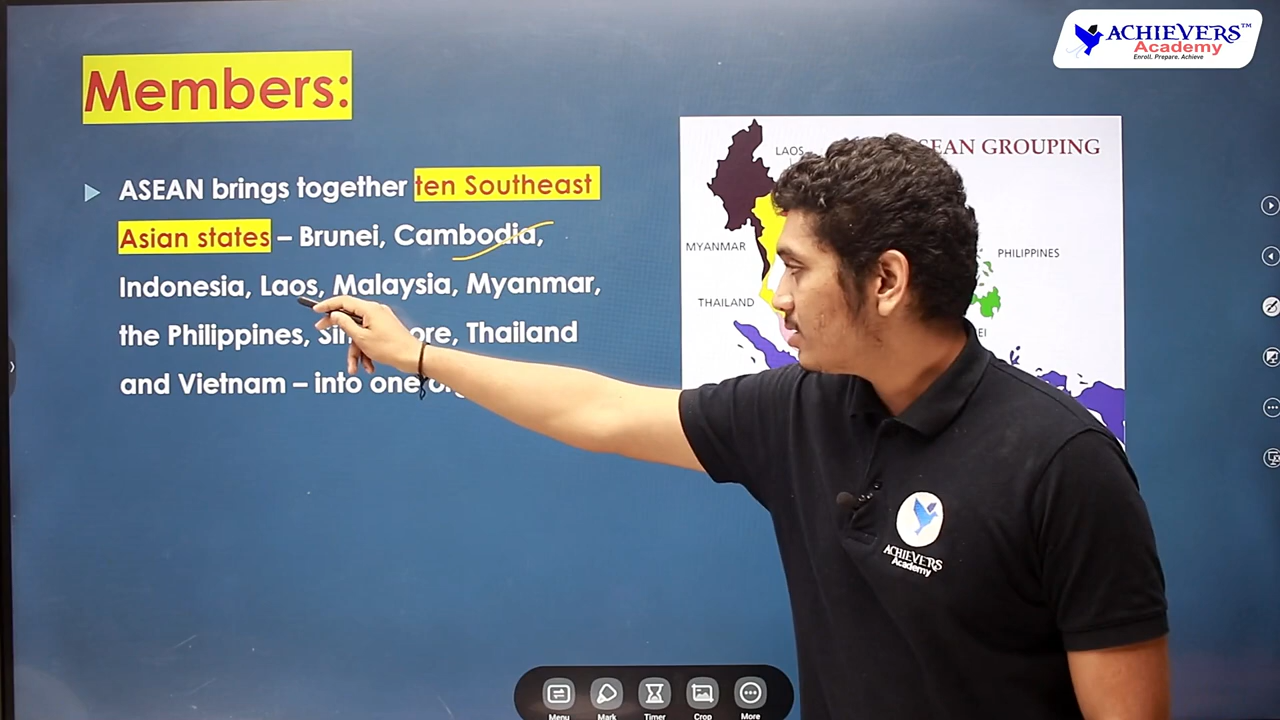 ACHIEVERS™
Academy
Enroll. Prepare. Achieve
Members:
ASEAN brings together ten Southeast
Asian states – Brunei, Cambodia,
Indonesia, Laos, Malaysia, Myanmar,
the Philippines, Thailand
and Vietnam – into one
GROUPING
LAOS
MYANMAR
PHILIPPINES
THAILAND
ACHIEVERS
Academy
Menu
Mark
Timer
Crop
More